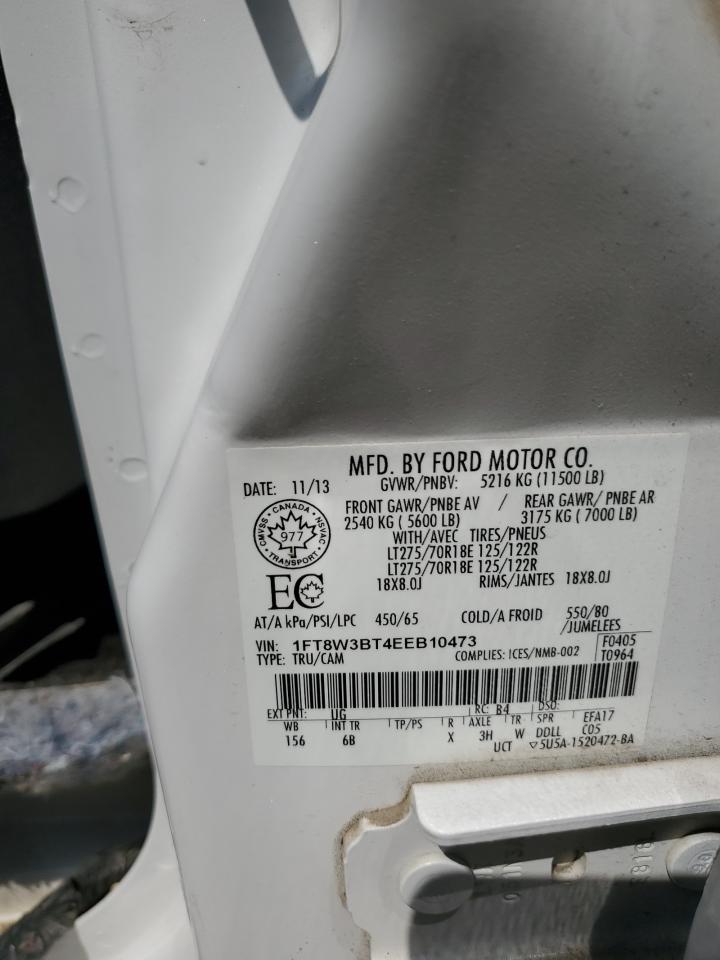 MFD. BY FORD MOTOR CO.
DATE: 11/13
GVWR/PNBV: 5216 KG (11500 LB)
FRONT GAWR/PNBE AV / REAR GAWR/ PNBE AR
2540 KG ( 5600 LB) 3175 KG ( 7000 LB)
CMVSS · CANADA · NSVAC
977
· TRANSPORT ·
WITH/AVEC TIRES/PNEUS
LT275/70R18E 125/122R
LT275/70R18E 125/122R
EC
18X8.0J RIMS/JANTES 18X8.0J
AT/A kPa/PSI/LPC 450/65 COLD/A FROID 550/80
/JUMELEES
VIN: 1FT8W3BT4EEB10473 F0405
TYPE: TRU/CAM COMPLIES: ICES/NMB-002 T0964
EXT PNT: UG RC: B4 DSO:
WB INT TR TP/PS R AXLE TR SPR EFA17
156 6B X 3H W DDLL C05
UCT ▽5U5A-1520472-BA